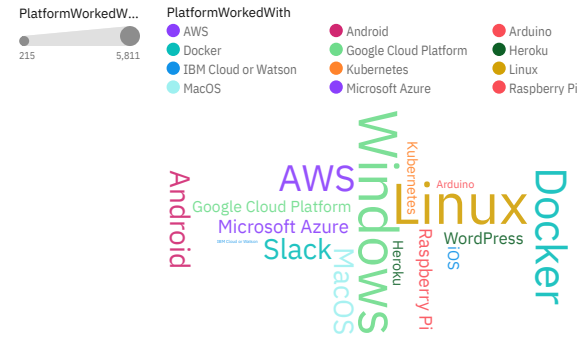 PlatformWorkedW...
215 5,811
PlatformWorkedWith
AWS Android Arduino
Docker Google Cloud Platform Heroku
IBM Cloud or Watson Kubernetes Linux
MacOS Microsoft Azure Raspberry Pi
Windows
Kubernetes
AWS
Android
Arduino
Docker
Linux
Google Cloud Platform
Microsoft Azure
IBM Cloud or Watson
Slack
MacOS
Heroku
Raspberry Pi
WordPress
iOS